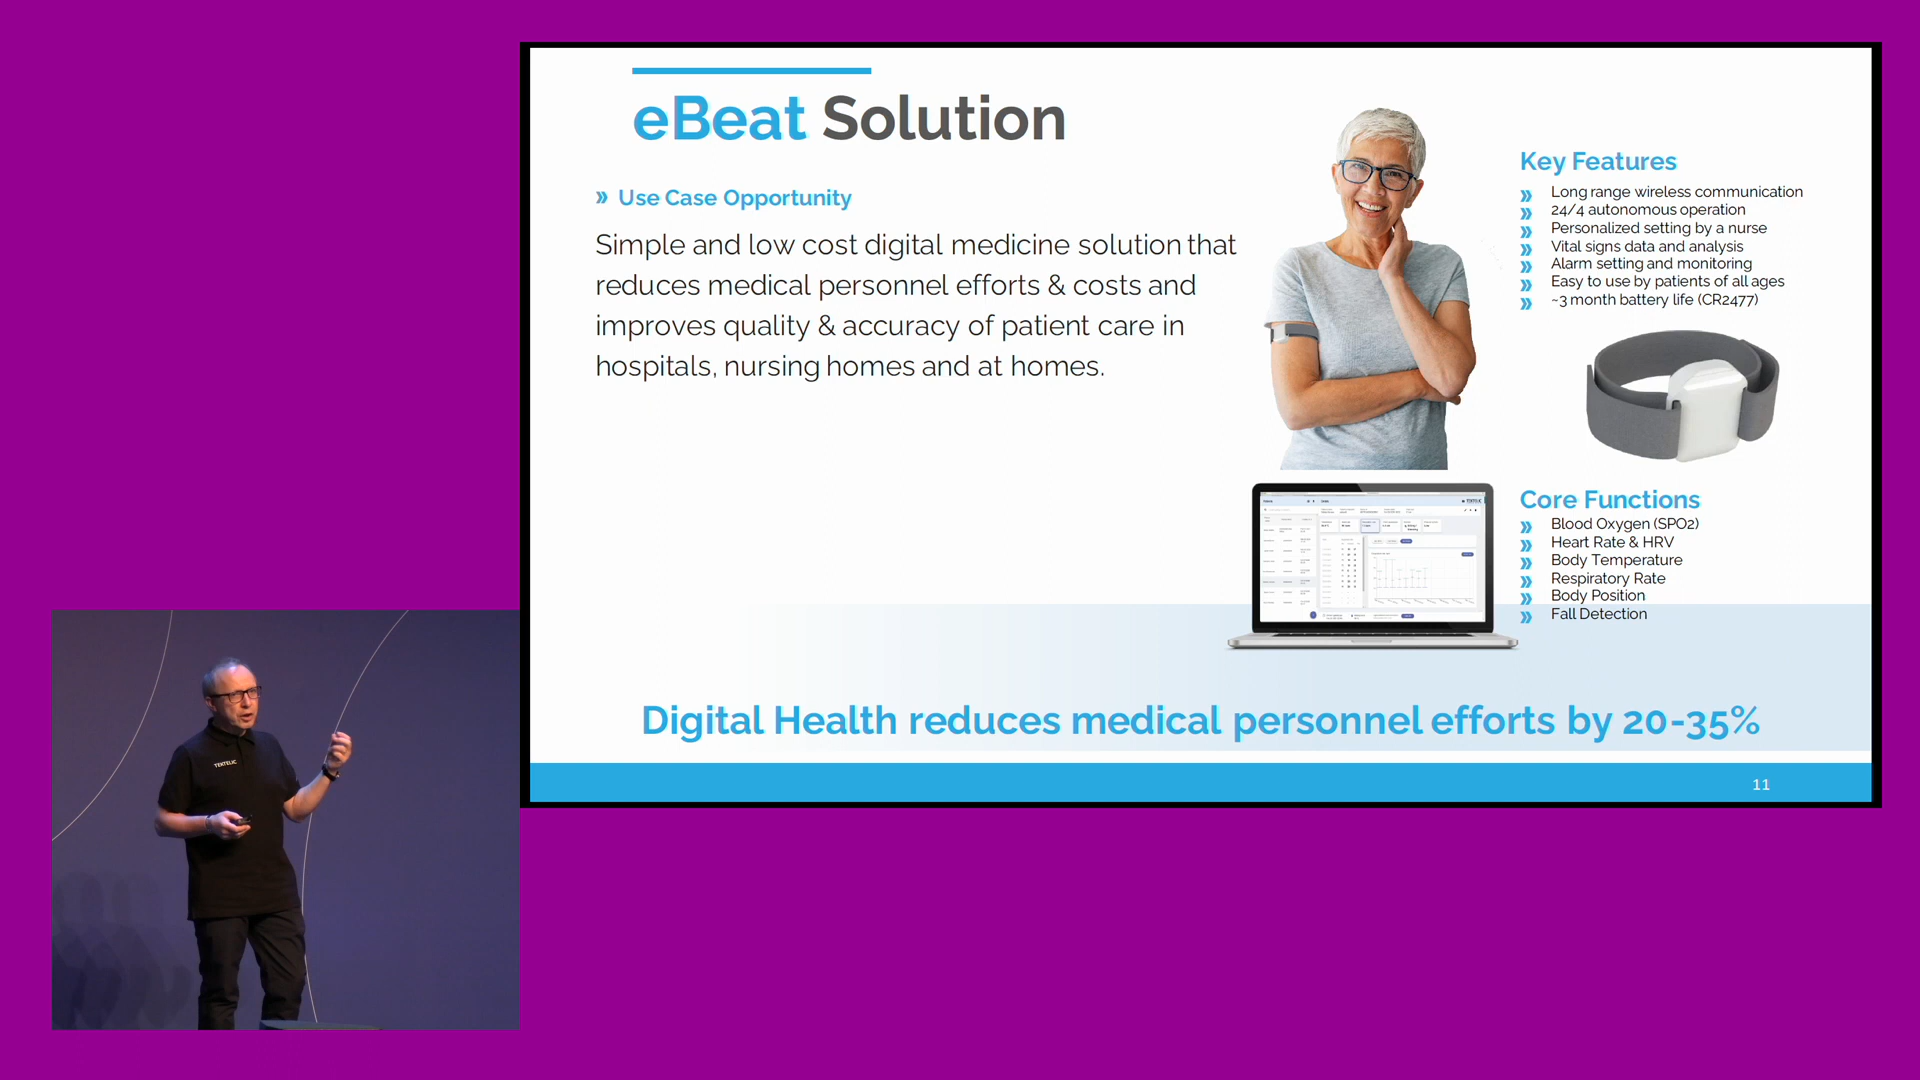 eBeat Solution
» Use Case Opportunity
Simple and low cost digital medicine solution that
reduces medical personnel efforts & costs and
improves quality & accuracy of patient care in
hospitals, nursing homes and at homes.
Key Features
» Long range wireless communication
» 24/4 autonomous operation
» Personalized setting by a nurse
» Vital signs data and analysis
» Alarm setting and monitoring
» Easy to use by patients of all ages
» ~3 month battery life (CR2477)
Core Functions
» Blood Oxygen (SPO2)
» Heart Rate & HRV
» Body Temperature
» Respiratory Rate
» Body Position
» Fall Detection
Digital Health reduces medical personnel efforts by 20-35%
11
TEKTELIC